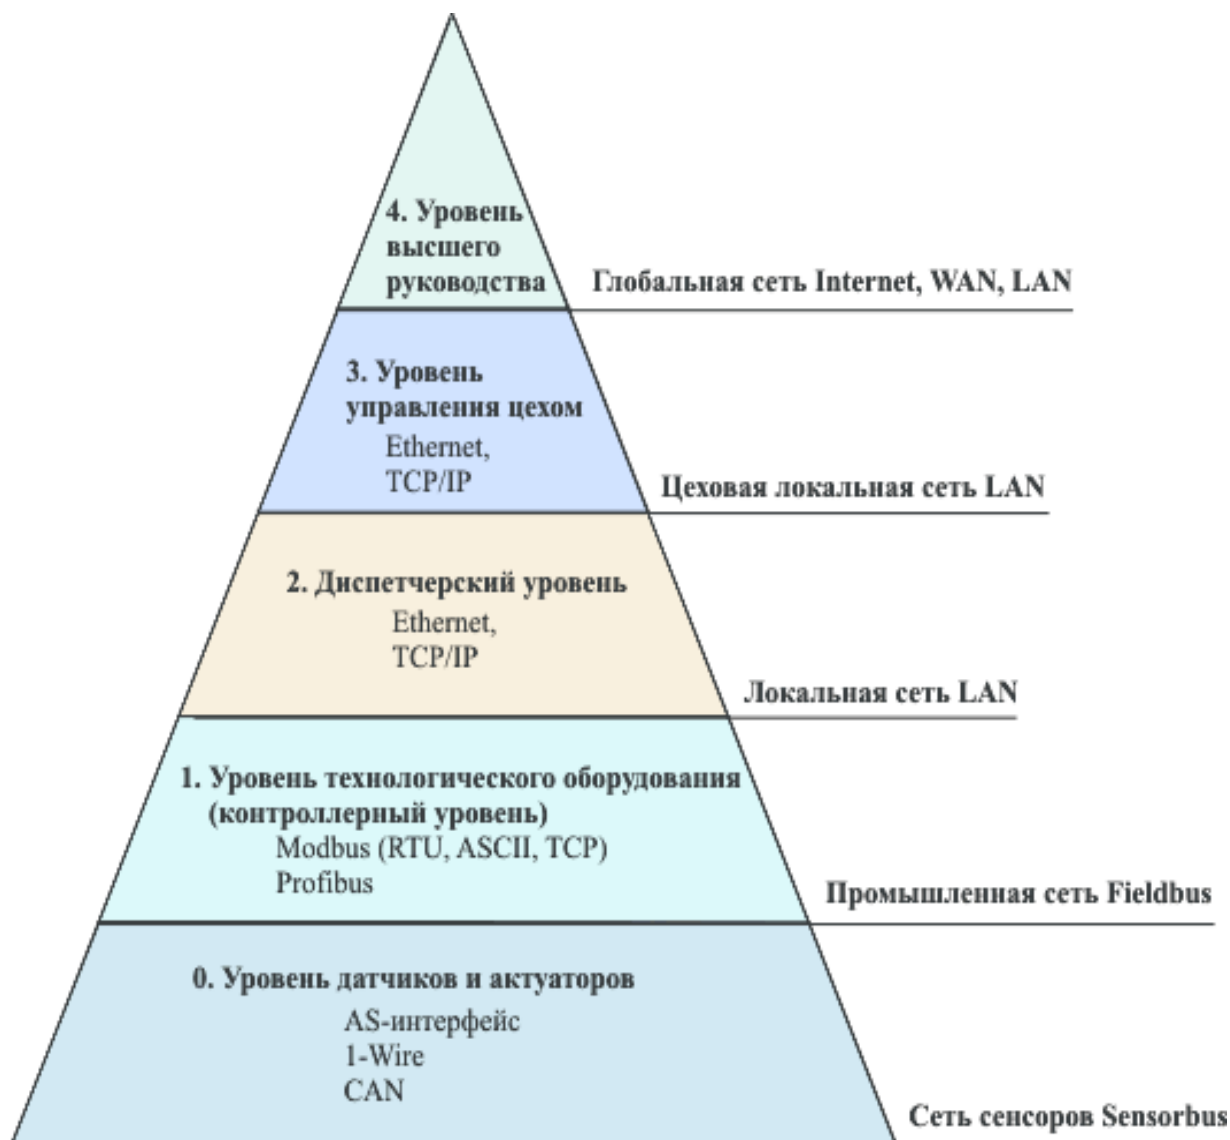 4. Уровень
высшего
руководства
Глобальная сеть Internet, WAN, LAN
3. Уровень
управления цехом
Ethernet,
TCP/IP
Цеховая локальная сеть LAN
2. Диспетчерский уровень
Ethernet,
TCP/IP
Локальная сеть LAN
1. Уровень технологического оборудования
(контроллерный уровень)
Modbus (RTU, ASCII, TCP)
Profibus
Промышленная сеть Fieldbus
0. Уровень датчиков и актуаторов
AS-интерфейс
1-Wire
CAN
Сеть сенсоров Sensorbus